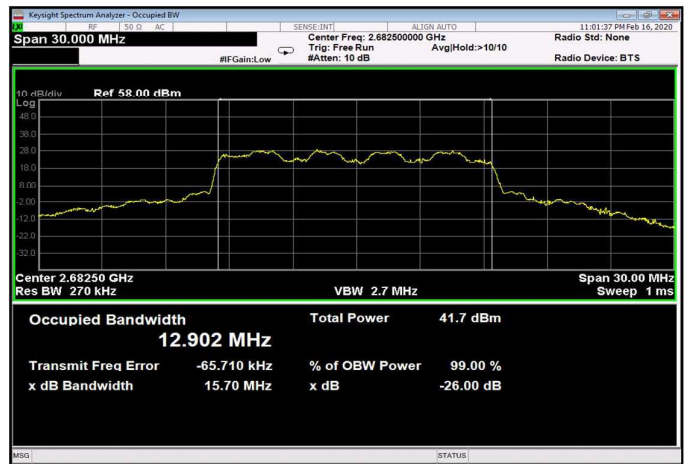 Keysight Spectrum Analyzer - Occupied BW
LXI RF 50 Ω AC SENSE:INT ALIGN AUTO 11:01:37 PM Feb 16, 2020
Span 30.000 MHz Center Freq: 2.682500000 GHz Radio Std: None
Trig: Free Run Avg|Hold:>10/10
#IFGain:Low #Atten: 10 dB Radio Device: BTS
10 dB/div Ref 58.00 dBm
Log
48.0
38.0
28.0
18.0
8.00
-2.00
-12.0
-22.0
-32.0
Center 2.68250 GHz Span 30.00 MHz
Res BW 270 kHz VBW 2.7 MHz Sweep 1 ms
Occupied Bandwidth Total Power 41.7 dBm
12.902 MHz
Transmit Freq Error -65.710 kHz % of OBW Power 99.00 %
x dB Bandwidth 15.70 MHz x dB -26.00 dB
MSG STATUS